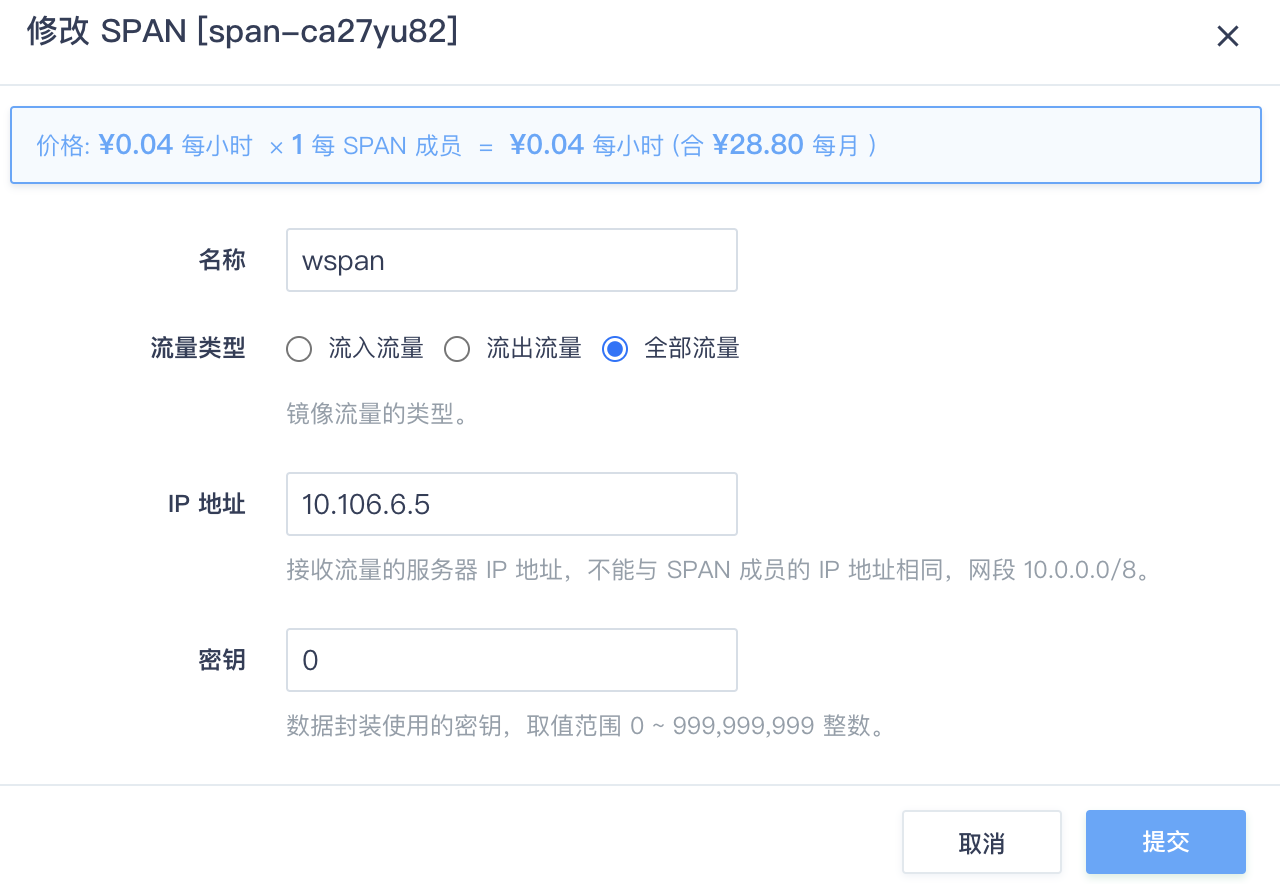 修改 SPAN [span-ca27yu82]
价格: ¥0.04 每小时 × 1 每 SPAN 成员 = ¥0.04 每小时 (合 ¥28.80 每月 )
名称 wspan
流量类型 流入流量 流出流量 全部流量
镜像流量的类型。
IP 地址 10.106.6.5
接收流量的服务器 IP 地址，不能与 SPAN 成员的 IP 地址相同，网段 10.0.0.0/8。
密钥 0
数据封装使用的密钥，取值范围 0 ~ 999,999,999 整数。
取消 提交